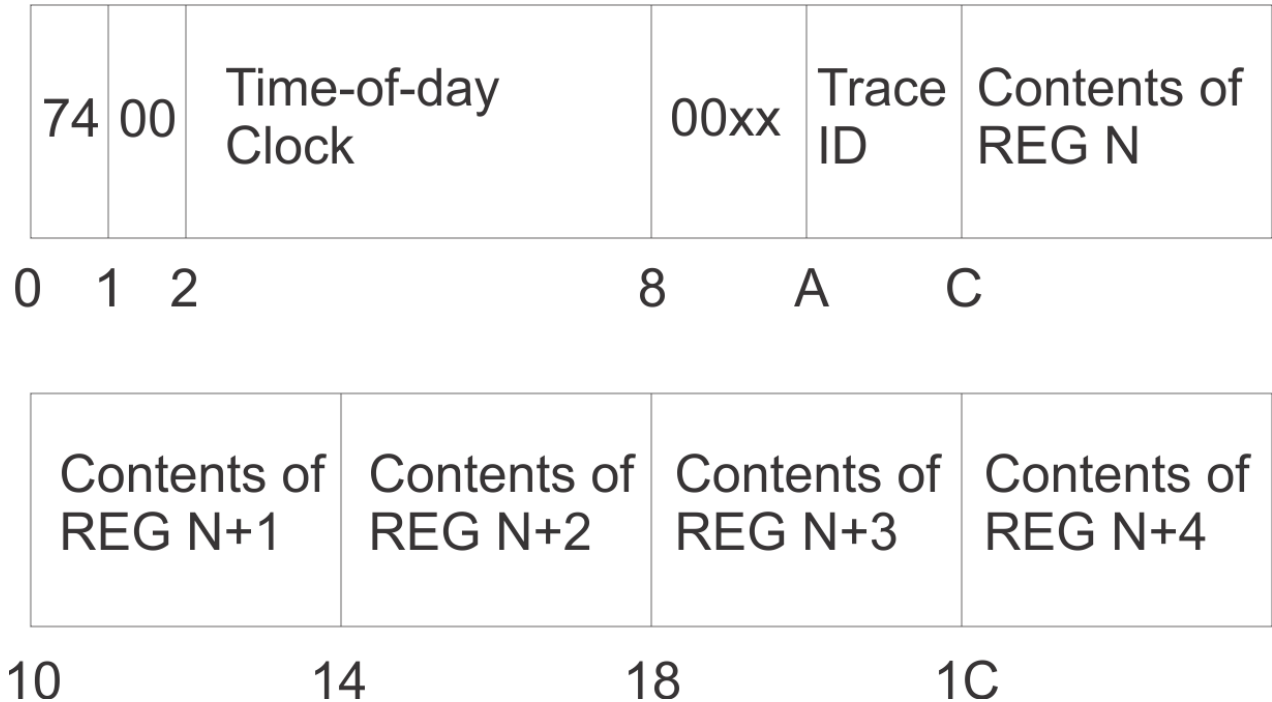 74 00 Time-of-day Clock 00xx Trace ID Contents of REG N
0 1 2 8 A C
Contents of REG N+1 Contents of REG N+2 Contents of REG N+3 Contents of REG N+4
10 14 18 1C